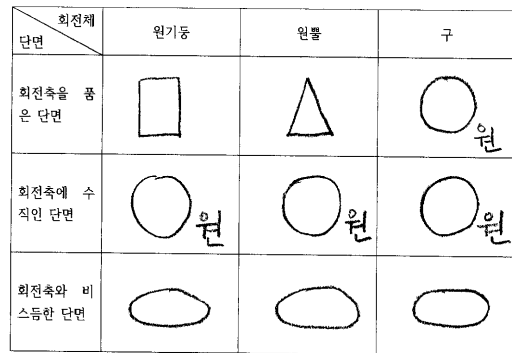 회전체
단면
원기둥
원뿔
구
회전축을 품
은 단면
원
회전축에 수
직인 단면
원
원
원
회전축와 비
스듬한 단면